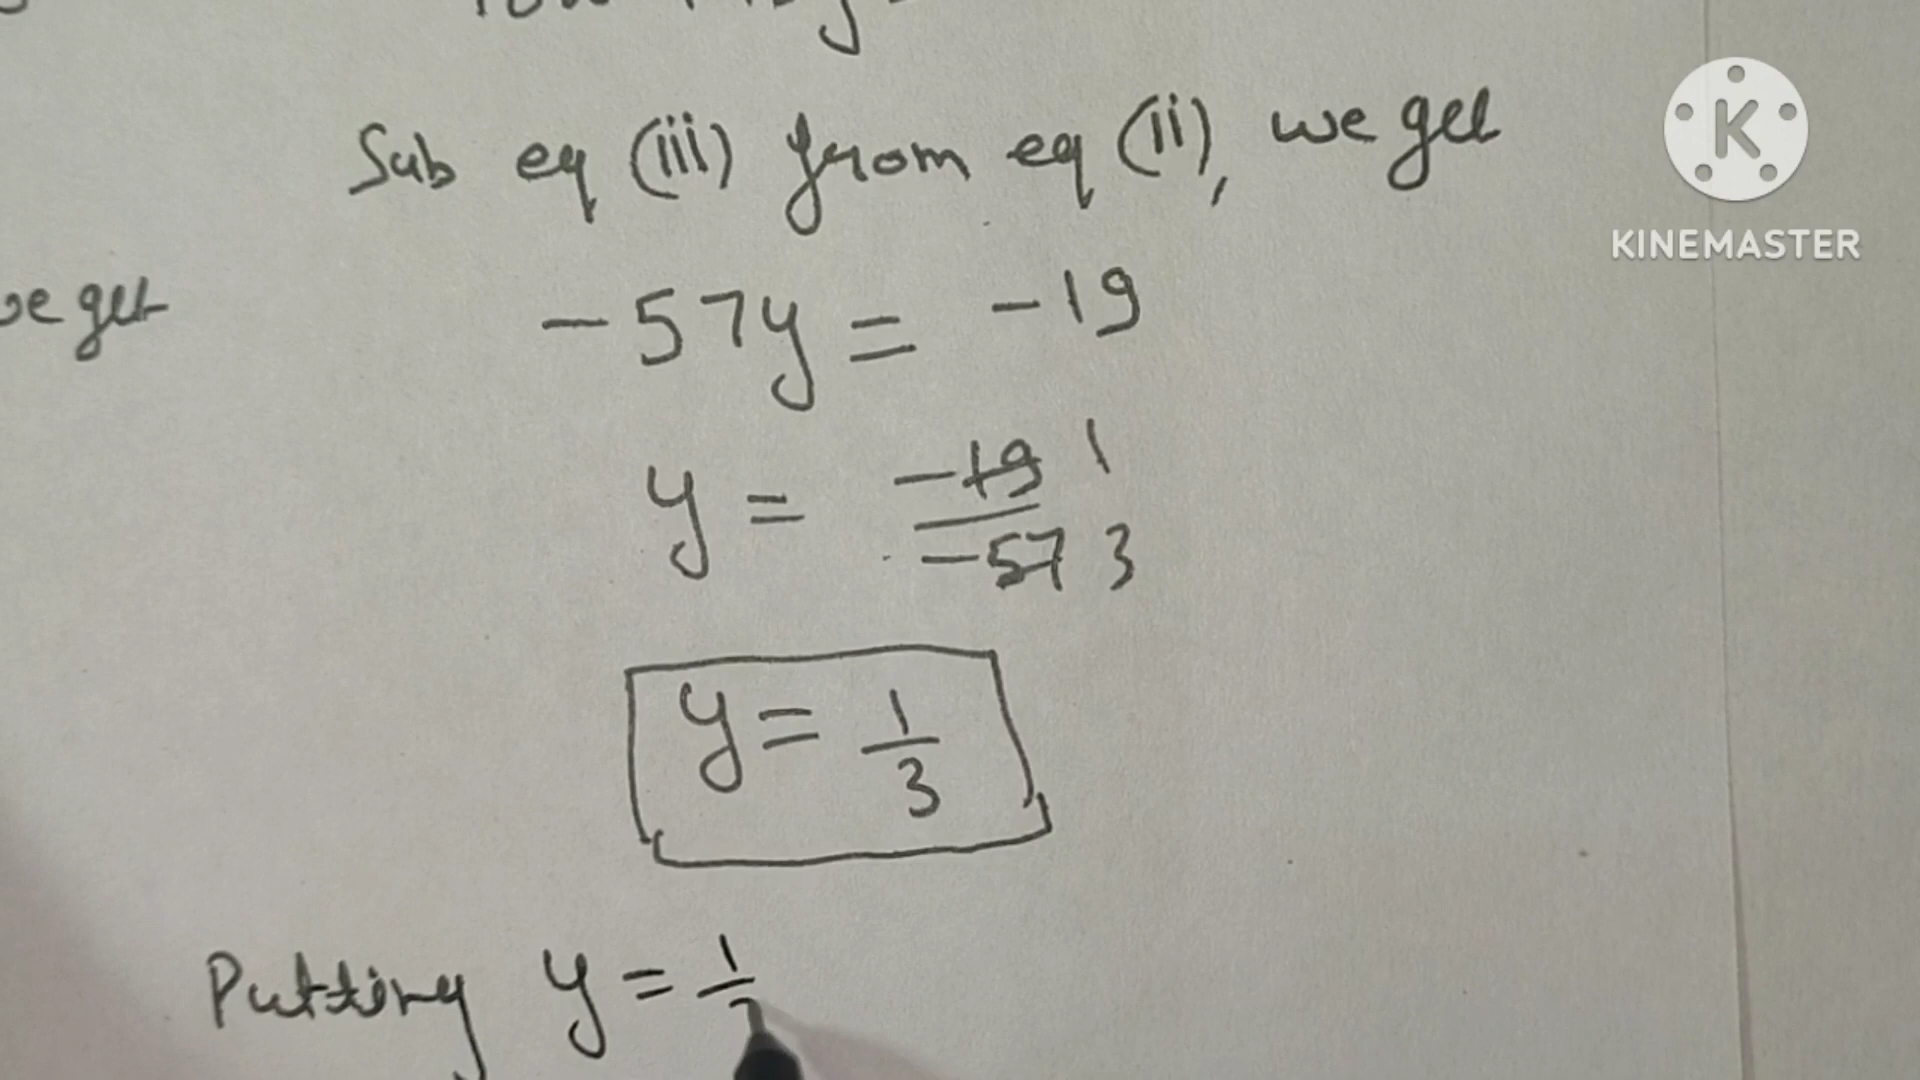 Sub eq (iii) from eq (ii), we get
we get
-57y = -19
y = -19 1
-57 3
y = 1/3
Putting y = 1/
KINEMASTER